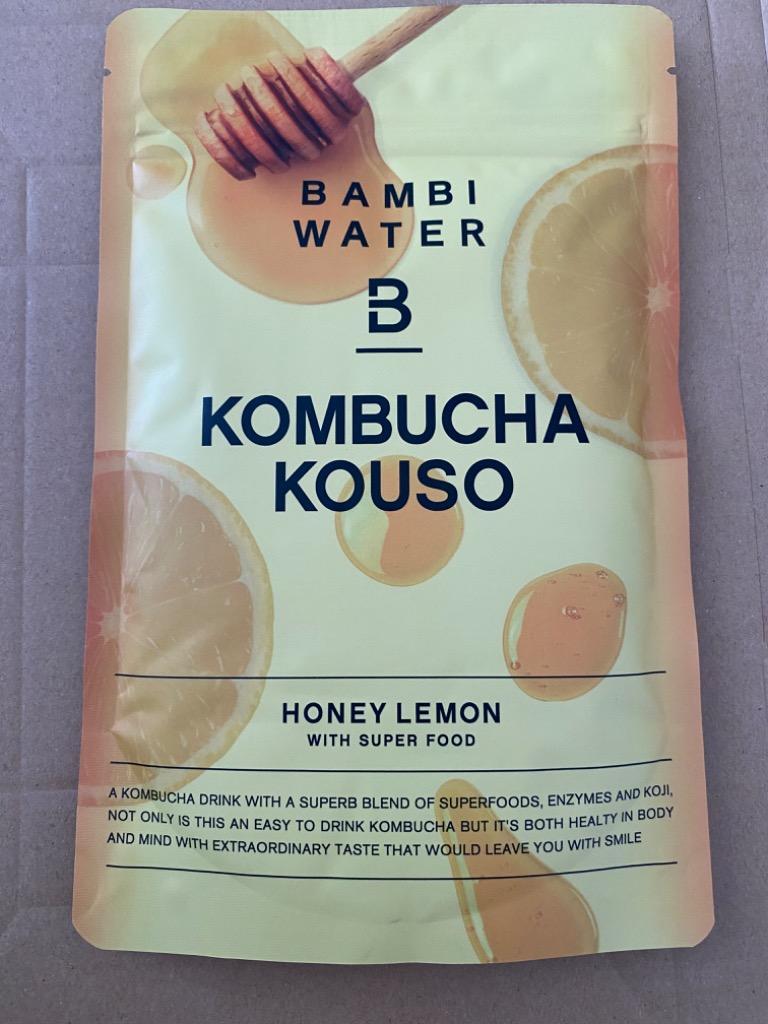 BAMBI
WATER
B
KOMBUCHA
KOUSO
HONEY LEMON
WITH SUPER FOOD
A KOMBUCHA DRINK WITH A SUPERB BLEND OF SUPERFOODS, ENZYMES AND KOJI,
NOT ONLY IS THIS AN EASY TO DRINK KOMBUCHA BUT IT'S BOTH HEALTY IN BODY
AND MIND WITH EXTRAORDINARY TASTE THAT WOULD LEAVE YOU WITH SMILE